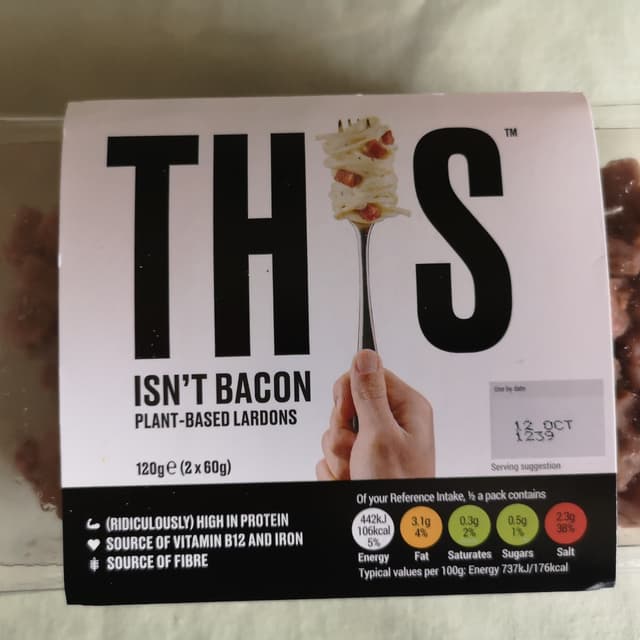 TH S ™
ISN'T BACON
PLANT-BASED LARDONS
120g ℮ (2 x 60g)
Use by date
12 OCT
1239
Serving suggestion
(RIDICULOUSLY) HIGH IN PROTEIN
SOURCE OF VITAMIN B12 AND IRON
SOURCE OF FIBRE
Of your Reference Intake, ½ a pack contains
442kJ 106kcal 5% Energy
3.1g 4% Fat
0.3g 2% Saturates
0.5g 1% Sugars
2.3g 38% Salt
Typical values per 100g: Energy 737kJ/176kcal